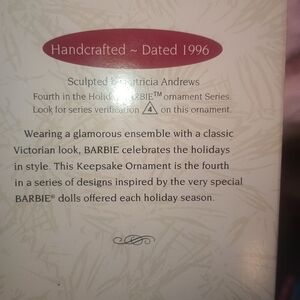 Handcrafted ~ Dated 1996
Sculpted by Patricia Andrews
Fourth in the Holiday BARBIE™ ornament Series.
Look for series verification 4 on this ornament.
Wearing a glamorous ensemble with a classic
Victorian look, BARBIE celebrates the holidays
in style. This Keepsake Ornament is the fourth
in a series of designs inspired by the very special
BARBIE® dolls offered each holiday season.